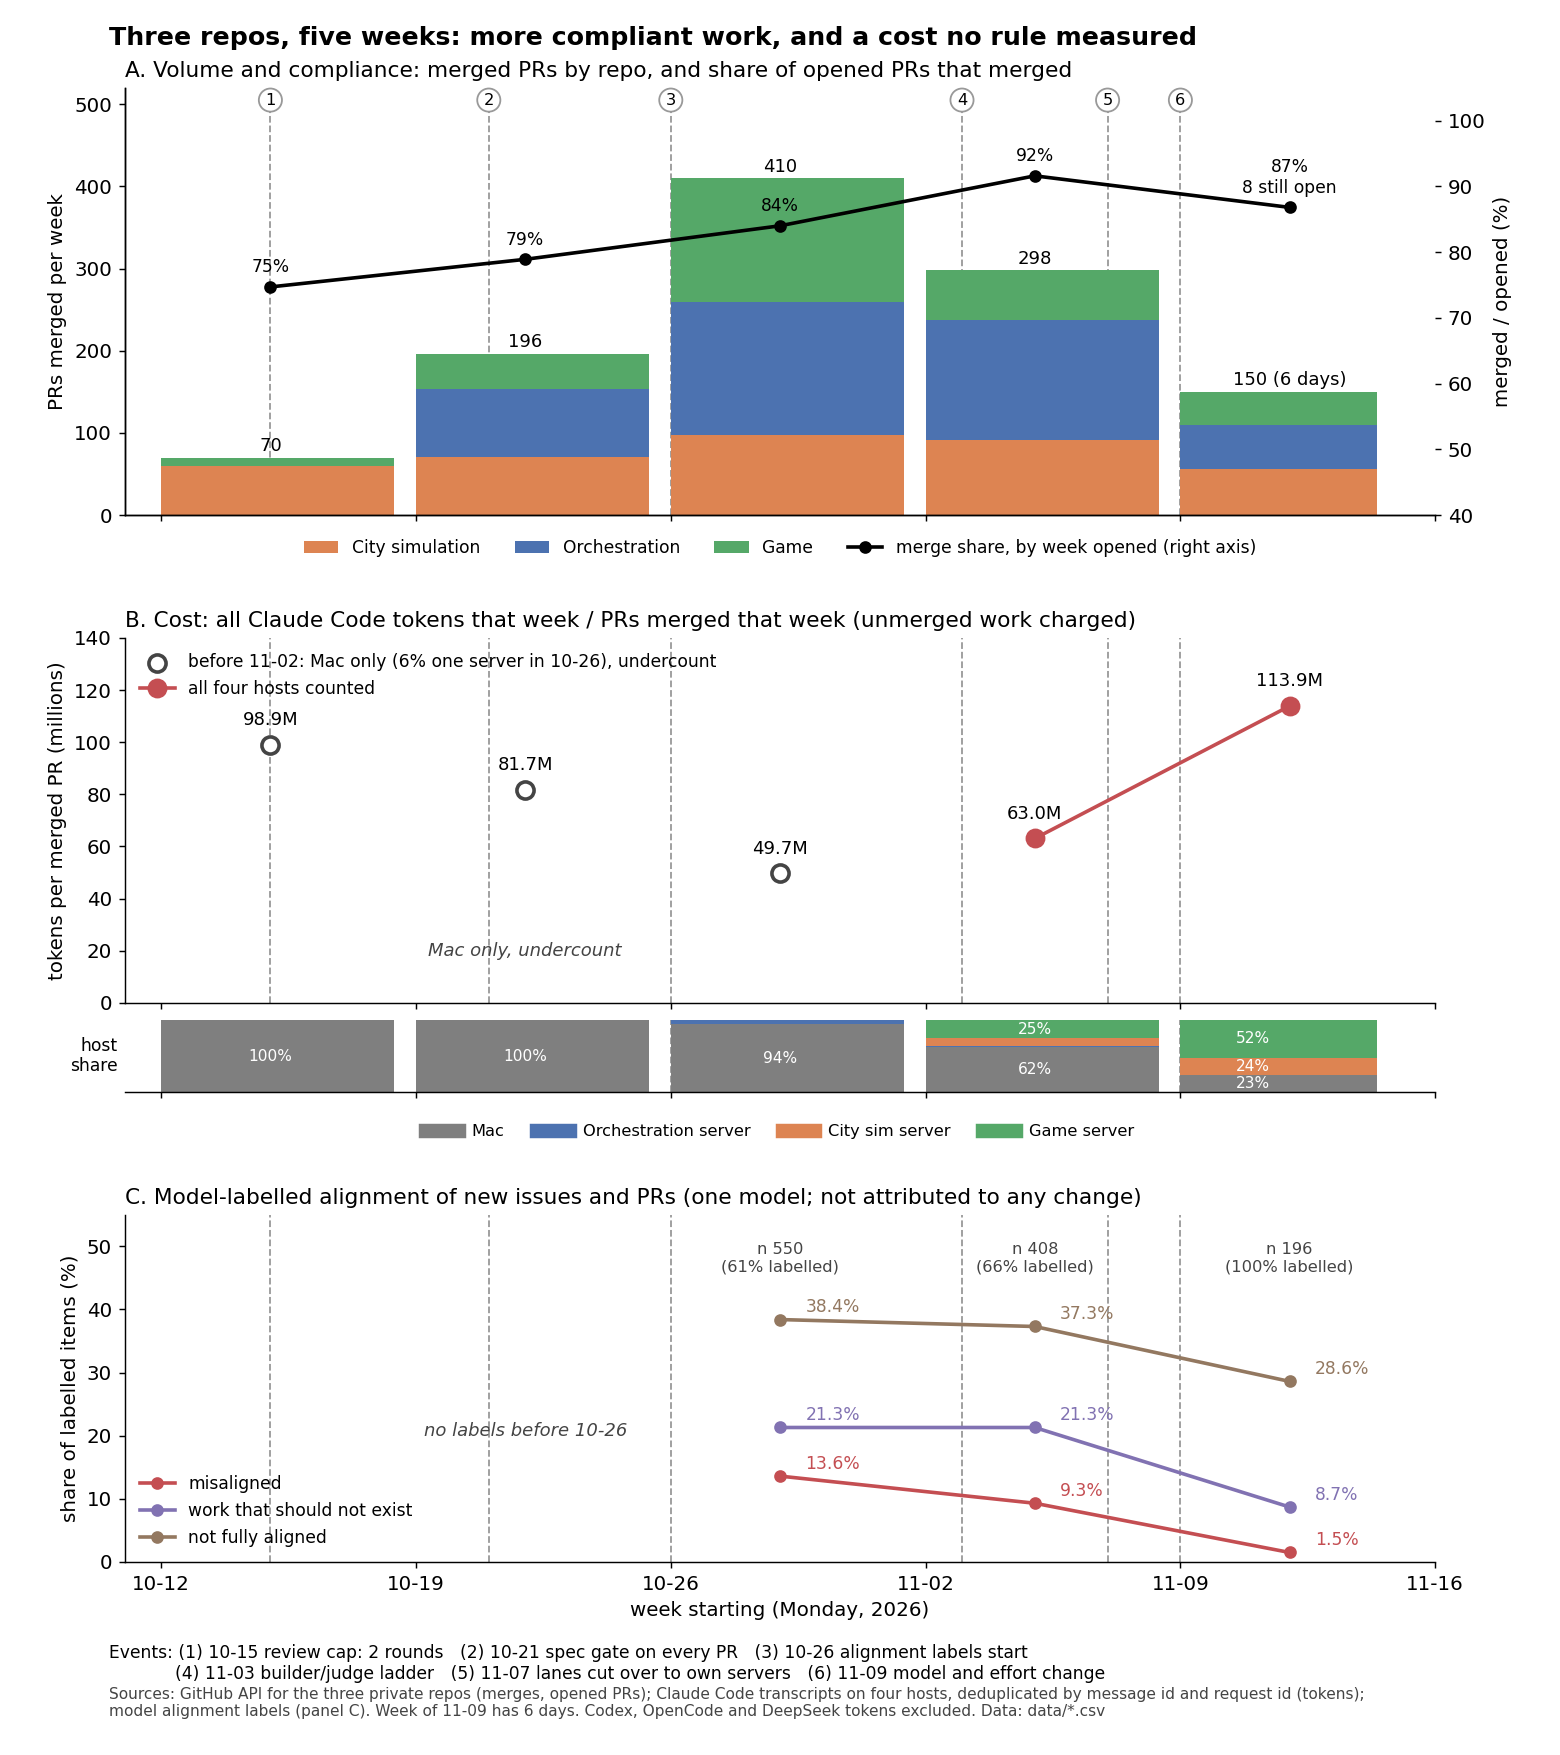 Three repos, five weeks: more compliant work, and a cost no rule measured
A. Volume and compliance: merged PRs by repo, and share of opened PRs that merged
1 2 3 4 5 6
500
400
300
200
100
0
PRs merged per week
100
90
80
70
60
50
40
merged / opened (%)
75%
79%
84%
92%
87%
8 still open
70
196
410
298
150 (6 days)
City simulation
Orchestration
Game
merge share, by week opened (right axis)
B. Cost: all Claude Code tokens that week / PRs merged that week (unmerged work charged)
140
120
100
80
60
40
20
0
tokens per merged PR (millions)
before 11-02: Mac only (6% one server in 10-26), undercount
all four hosts counted
98.9M
81.7M
49.7M
63.0M
113.9M
Mac only, undercount
host
share
100%
100%
94%
25%
62%
52%
24%
23%
Mac
Orchestration server
City sim server
Game server
C. Model-labelled alignment of new issues and PRs (one model; not attributed to any change)
50
40
30
20
10
0
share of labelled items (%)
n 550
(61% labelled)
n 408
(66% labelled)
n 196
(100% labelled)
38.4%
37.3%
28.6%
21.3%
21.3%
8.7%
13.6%
9.3%
1.5%
no labels before 10-26
misaligned
work that should not exist
not fully aligned
10-12
10-19
10-26
11-02
11-09
11-16
week starting (Monday, 2026)
Events: (1) 10-15 review cap: 2 rounds (2) 10-21 spec gate on every PR (3) 10-26 alignment labels start
(4) 11-03 builder/judge ladder (5) 11-07 lanes cut over to own servers (6) 11-09 model and effort change
Sources: GitHub API for the three private repos (merges, opened PRs); Claude Code transcripts on four hosts, deduplicated by message id and request id (tokens);
model alignment labels (panel C). Week of 11-09 has 6 days. Codex, OpenCode and DeepSeek tokens excluded. Data: data/*.csv